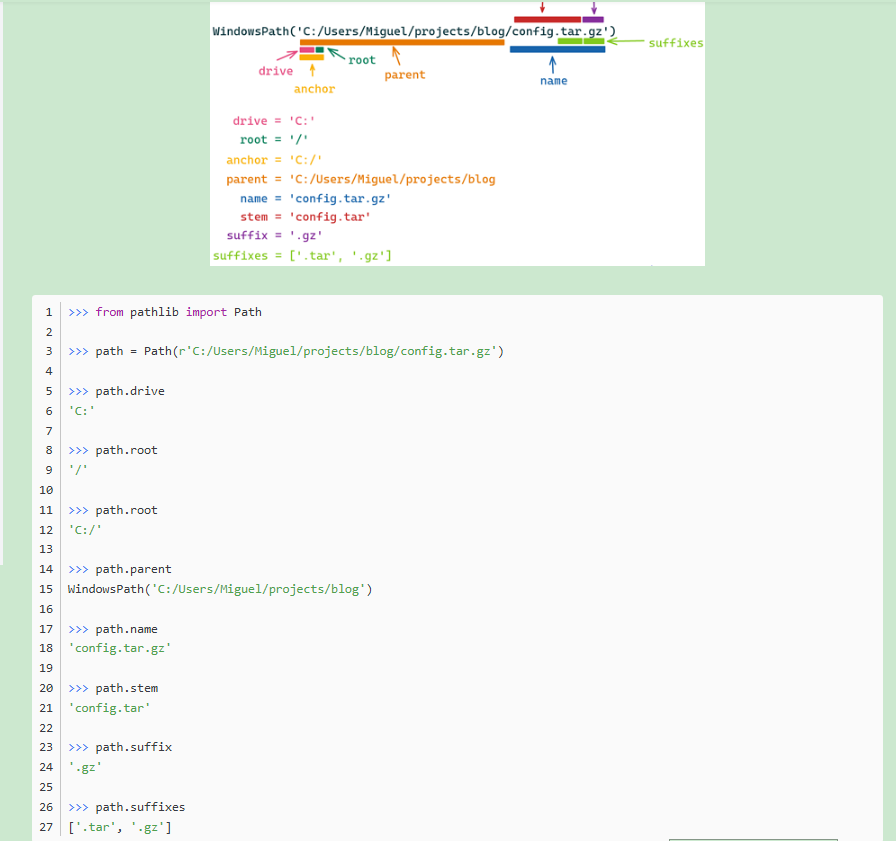 WindowsPath('C:/Users/Miguel/projects/blog/config.tar.gz')
suffixes
root
drive
parent
name
anchor
drive = 'C:'
root = '/'
anchor = 'C:/'
parent = 'C:/Users/Miguel/projects/blog
name = 'config.tar.gz'
stem = 'config.tar'
suffix = '.gz'
suffixes = ['.tar', '.gz']
1 >>> from pathlib import Path
2
3 >>> path = Path(r'C:/Users/Miguel/projects/blog/config.tar.gz')
4
5 >>> path.drive
6 'C:'
7
8 >>> path.root
9 '/'
10
11 >>> path.root
12 'C:/'
13
14 >>> path.parent
15 WindowsPath('C:/Users/Miguel/projects/blog')
16
17 >>> path.name
18 'config.tar.gz'
19
20 >>> path.stem
21 'config.tar'
22
23 >>> path.suffix
24 '.gz'
25
26 >>> path.suffixes
27 ['.tar', '.gz']